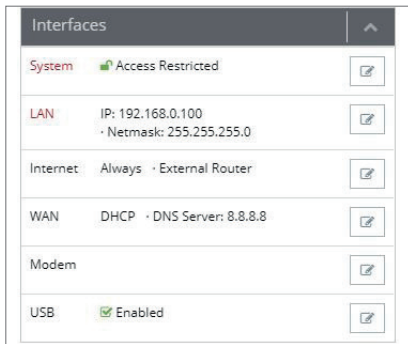 Interfaces
System Access Restricted
LAN IP: 192.168.0.100
· Netmask: 255.255.255.0
Internet Always · External Router
WAN DHCP · DNS Server: 8.8.8.8
Modem
USB Enabled